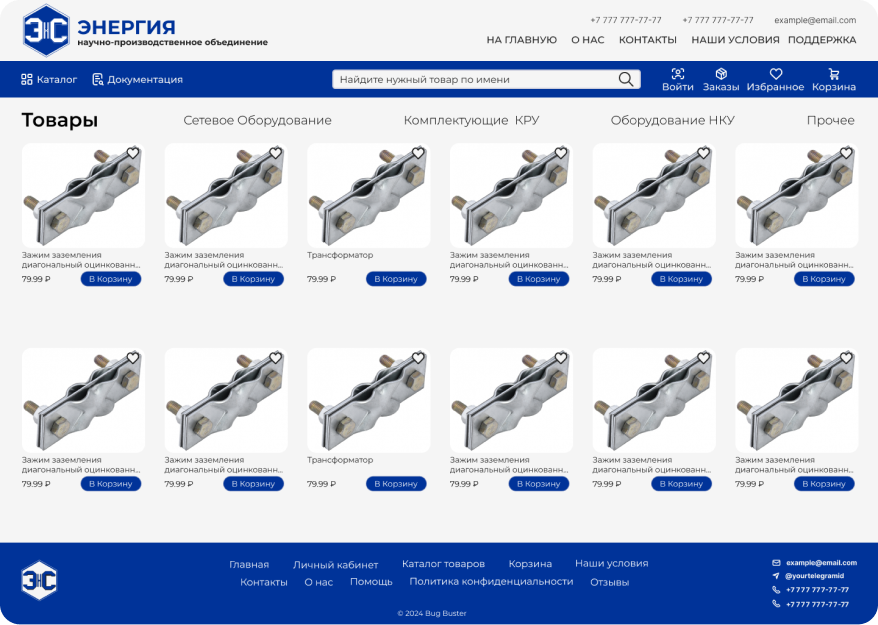 ЭНЕРГИЯ
научно-производственное объединение
+7 777 777-77-77 +7 777 777-77-77 example@email.com
НА ГЛАВНУЮ О НАС КОНТАКТЫ НАШИ УСЛОВИЯ ПОДДЕРЖКА
Каталог Документация Найдите нужный товар по имени Войти Заказы Избранное Корзина
Товары Сетевое Оборудование Комплектующие КРУ Оборудование НКУ Прочее
Зажим заземления
диагональный оцинкованн...
79.99 ₽ В Корзину
Зажим заземления
диагональный оцинкованн...
79.99 ₽ В Корзину
Трансформатор
79.99 ₽ В Корзину
Зажим заземления
диагональный оцинкованн...
79.99 ₽ В Корзину
Зажим заземления
диагональный оцинкованн...
79.99 ₽ В Корзину
Зажим заземления
диагональный оцинкованн...
79.99 ₽ В Корзину
Зажим заземления
диагональный оцинкованн...
79.99 ₽ В Корзину
Зажим заземления
диагональный оцинкованн...
79.99 ₽ В Корзину
Трансформатор
79.99 ₽ В Корзину
Зажим заземления
диагональный оцинкованн...
79.99 ₽ В Корзину
Зажим заземления
диагональный оцинкованн...
79.99 ₽ В Корзину
Зажим заземления
диагональный оцинкованн...
79.99 ₽ В Корзину
Главная Личный кабинет Каталог товаров Корзина Наши условия
Контакты О нас Помощь Политика конфиденциальности Отзывы
example@email.com
@yourtelegramid
+7 777 777-77-77
+7 777 777-77-77
© 2024 Bug Buster